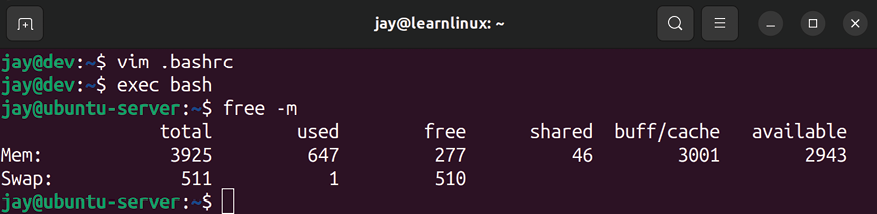 jay@learnlinux: ~
jay@dev:~$ vim .bashrc
jay@dev:~$ exec bash
jay@ubuntu-server:~$ free -m
total used free shared buff/cache available
Mem: 3925 647 277 46 3001 2943
Swap: 511 1 510
jay@ubuntu-server:~$